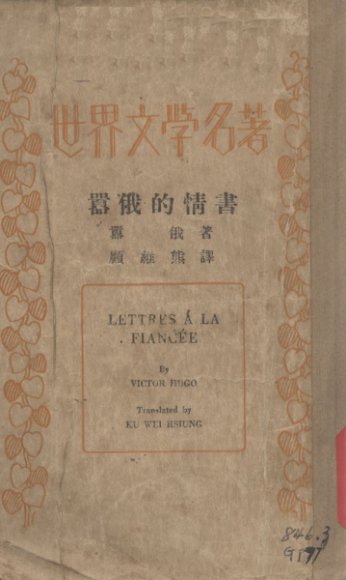 世界文學名著
囂俄的情書
囂俄著
顧維熊譯
LETTRES À LA
FIANCÉE
By
VICTOR HUGO
Translated by
KU WEI HSIUNG
846.3